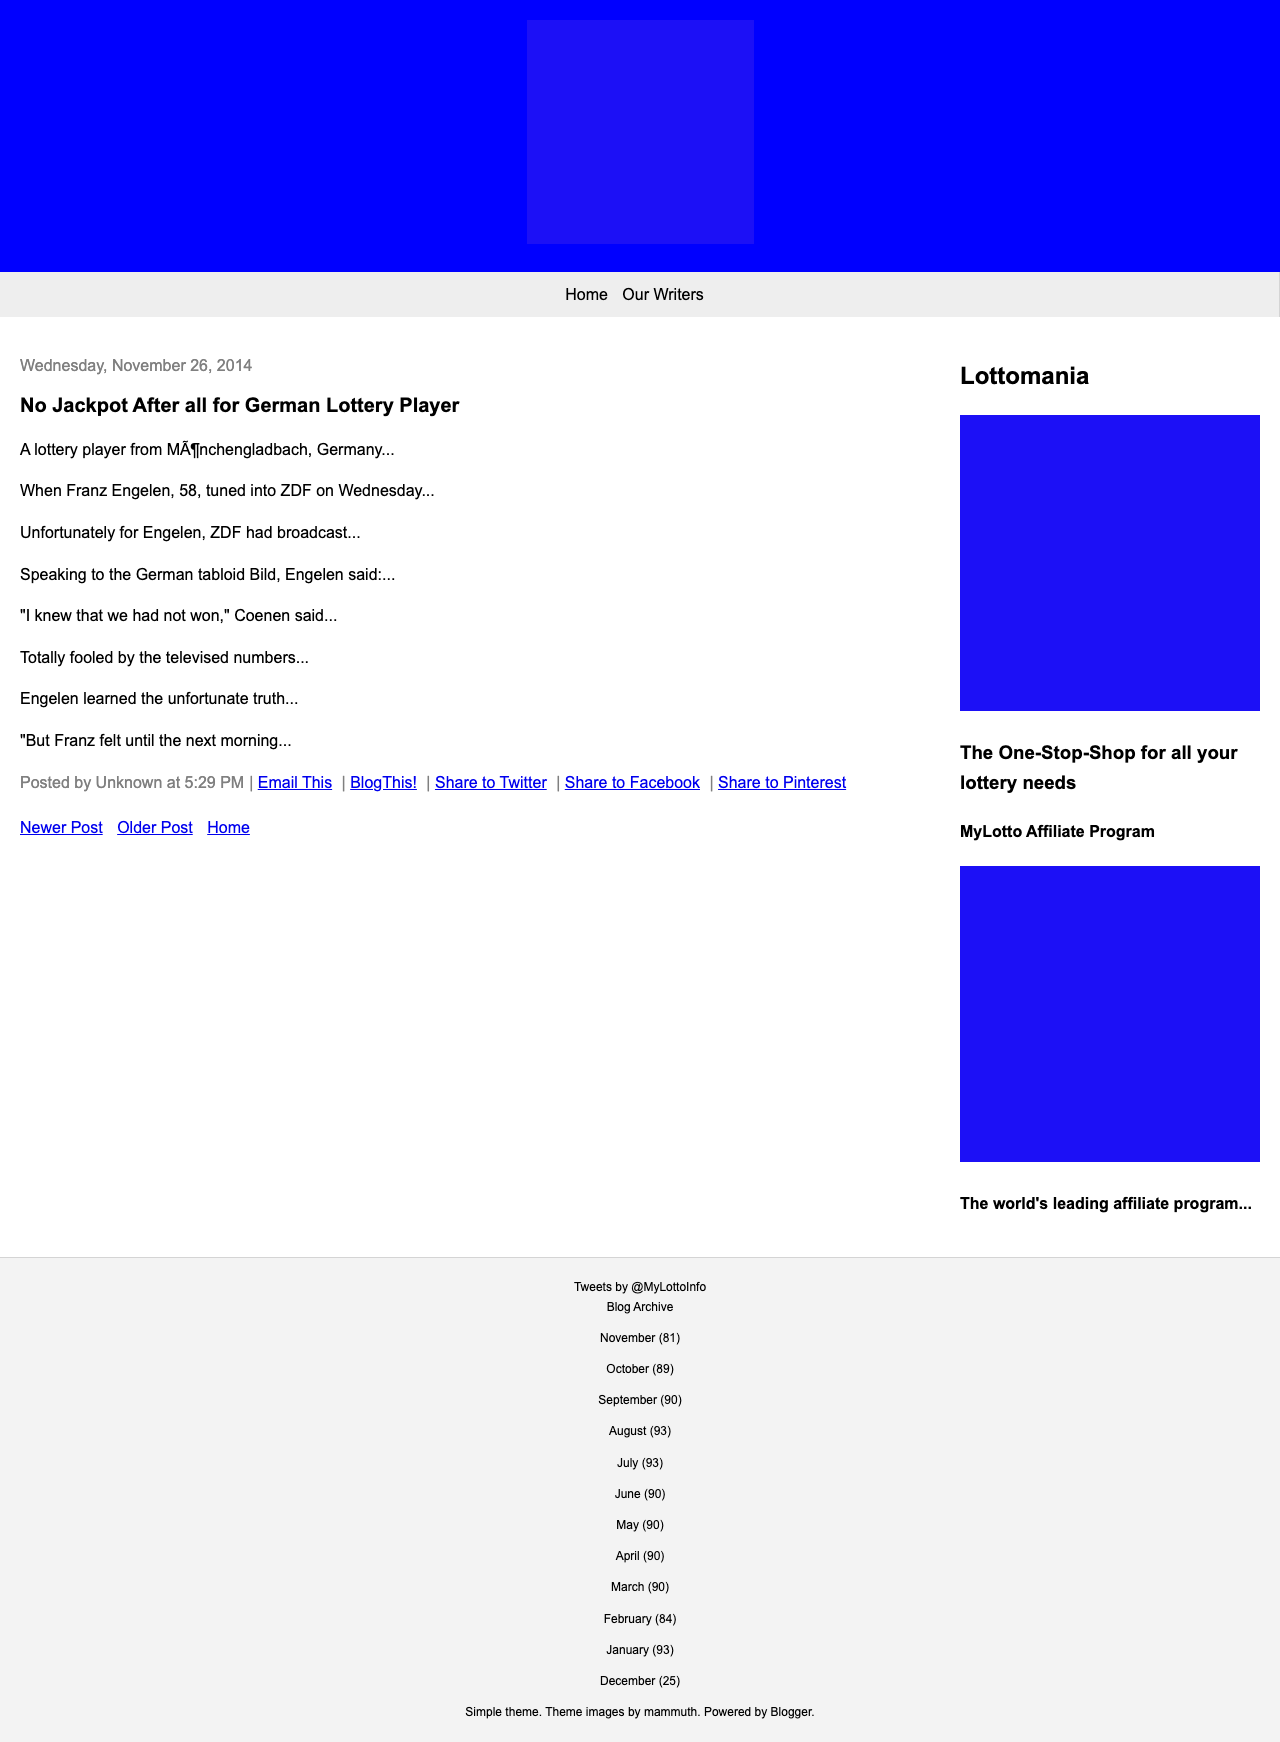 Home Our Writers
Wednesday, November 26, 2014
No Jackpot After all for German Lottery Player
A lottery player from MÃ¶nchengladbach, Germany...
When Franz Engelen, 58, tuned into ZDF on Wednesday...
Unfortunately for Engelen, ZDF had broadcast...
Speaking to the German tabloid Bild, Engelen said:...
"I knew that we had not won," Coenen said...
Totally fooled by the televised numbers...
Engelen learned the unfortunate truth...
"But Franz felt until the next morning...
Posted by Unknown at 5:29 PM | Email This | BlogThis! | Share to Twitter | Share to Facebook | Share to Pinterest
Newer Post Older Post Home
Lottomania
The One-Stop-Shop for all your
lottery needs
MyLotto Affiliate Program
The world's leading affiliate program...
Tweets by @MyLottoInfo
Blog Archive
November (81)
October (89)
September (90)
August (93)
July (93)
June (90)
May (90)
April (90)
March (90)
February (84)
January (93)
December (25)
Simple theme. Theme images by mammuth. Powered by Blogger.